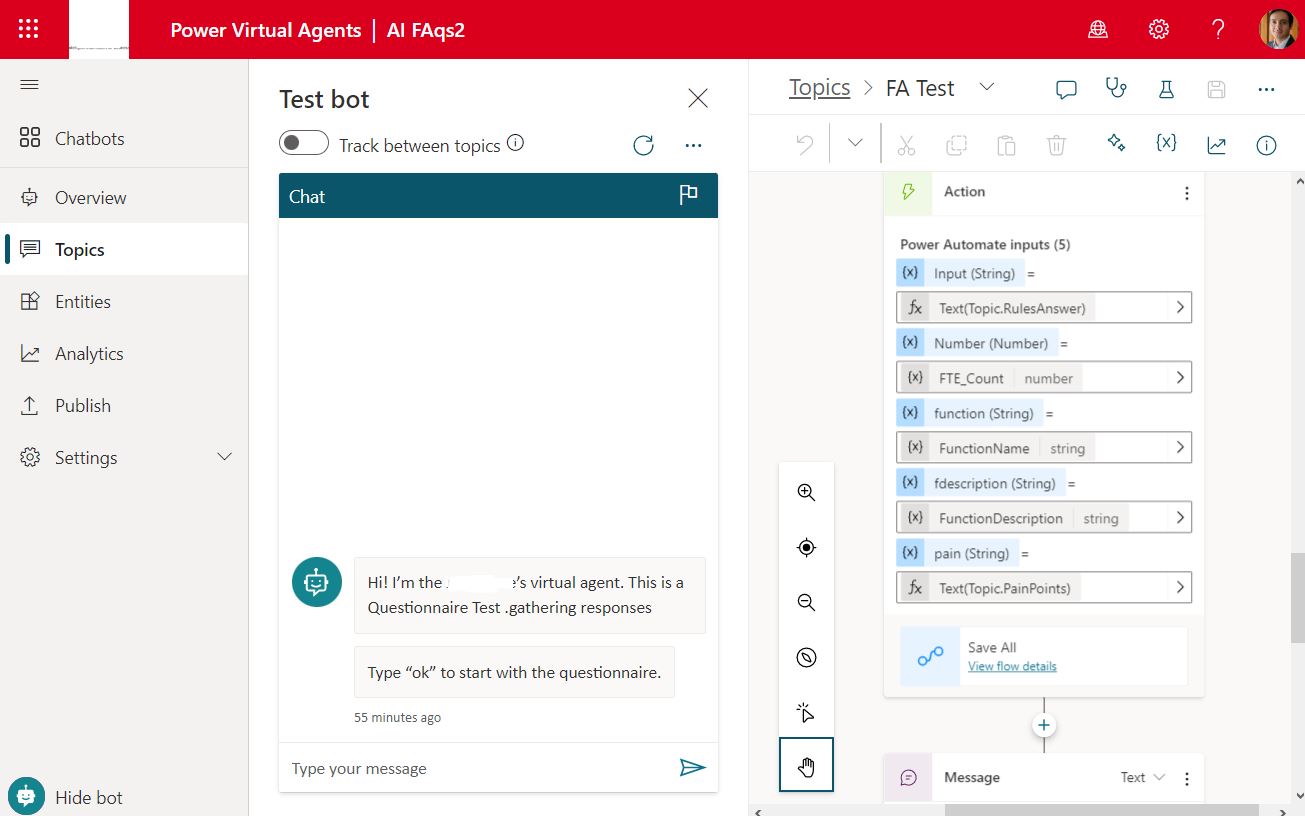 Power Virtual Agents | AI FAqs2
Chatbots
Overview
Topics
Entities
Analytics
Publish
Settings
Hide bot
Test bot
Track between topics
Chat
Hi! I’m the ’s virtual agent. This is a
Questionnaire Test .gathering responses
Type “ok” to start with the questionnaire.
55 minutes ago
Type your message
Topics > FA Test
Action
Power Automate inputs (5)
{x} Input (String) =
fx Text(Topic.RulesAnswer)
{x} Number (Number) =
{x} FTE_Count number
{x} function (String) =
{x} FunctionName string
{x} fdescription (String) =
{x} FunctionDescription string
{x} pain (String) =
fx Text(Topic.PainPoints)
Save All
View flow details
Message Text